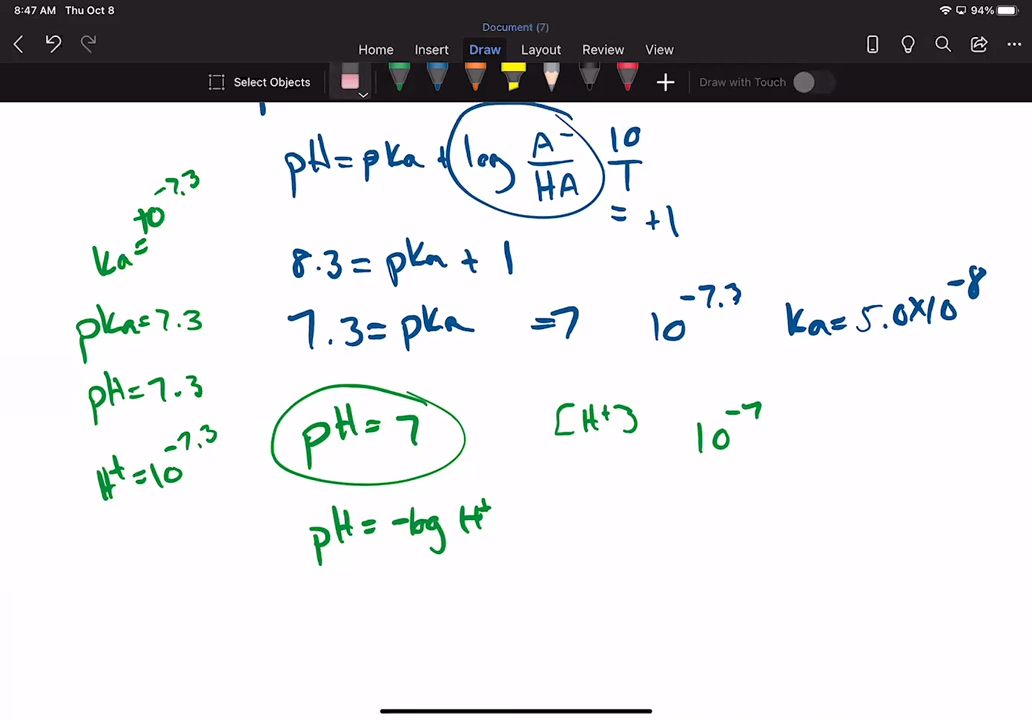 8:47 AM Thu Oct 8
94%
Document (7)
Home Insert Draw Layout Review View
Select Objects
Draw with Touch
pH = pKa + log A⁻/HA 10/1
= +1
Ka = 10^-7.3
8.3 = pKa + 1
pKa = 7.3
7.3 = pKa = 7 10^-7.3 Ka = 5.0 x 10^-8
pH = 7.3
pH = 7 [H+] 10^-7
H+ = 10^-7.3
pH = -log H+